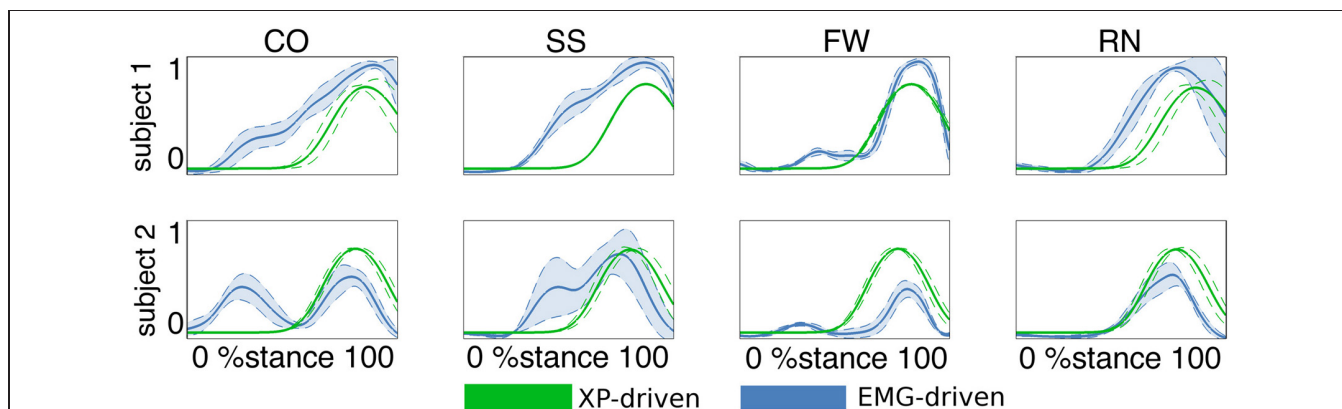 CO SS FW RN
subject 1
1
0
subject 2
1
0
0 %stance 100 0 %stance 100 0 %stance 100 0 %stance 100
XP-driven EMG-driven